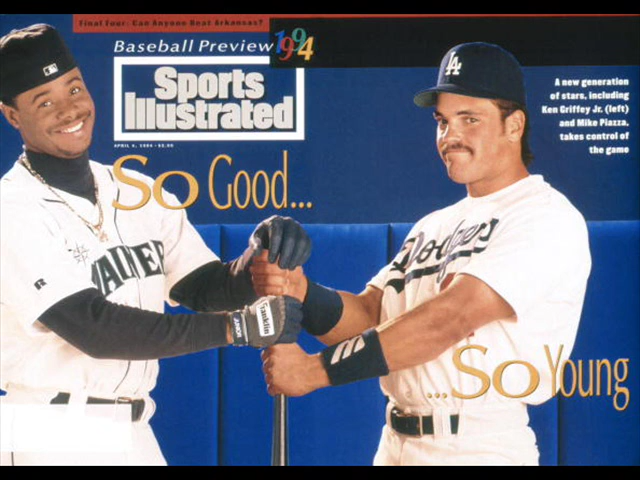 Final Four: Can Anyone Beat Arkansas?
Baseball Preview 1994
Sports
Illustrated
APRIL 4, 1994 • $2.95
So Good...
A new generation
of stars, including
Ken Griffey Jr. (left)
and Mike Piazza,
takes control of
the game
LA
MARINER
Dodgers
Franklin
...So Young